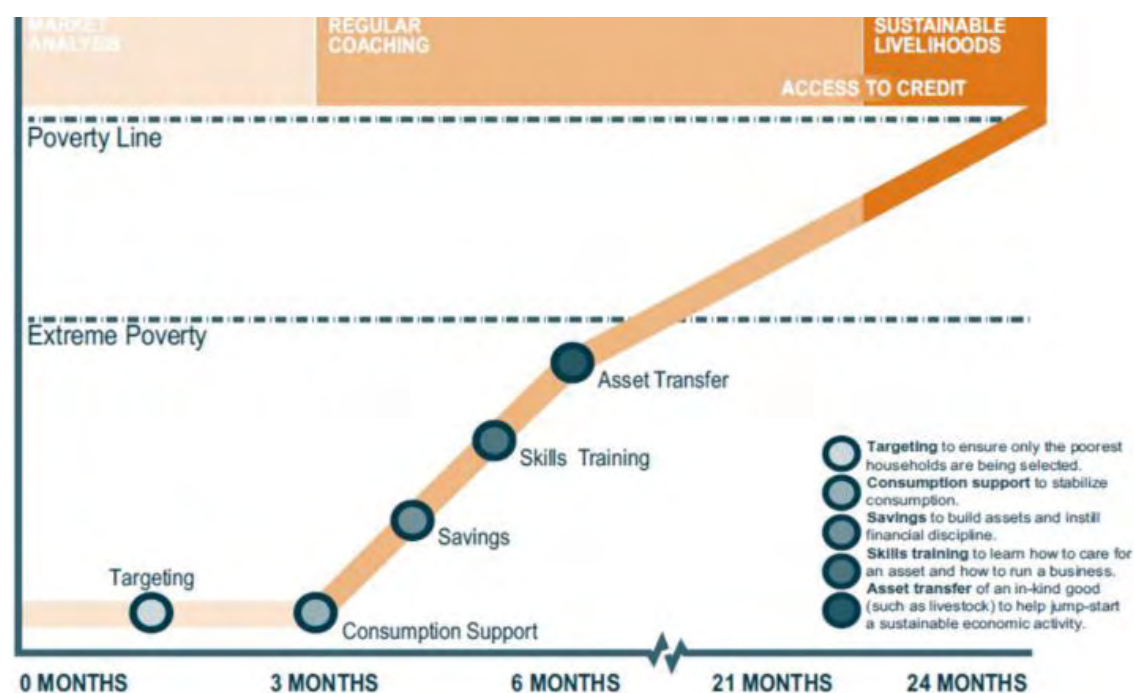 MARKET
ANALYSIS
REGULAR
COACHING
SUSTAINABLE
LIVELIHOODS
ACCESS TO CREDIT
Poverty Line
Extreme Poverty
Asset Transfer
Skills Training
Savings
Targeting
Consumption Support
Targeting to ensure only the poorest
households are being selected.
Consumption support to stabilize
consumption.
Savings to build assets and instill
financial discipline.
Skills training to learn how to care for
an asset and how to run a business.
Asset transfer of an in-kind good
(such as livestock) to help jump-start
a sustainable economic activity.
0 MONTHS
3 MONTHS
6 MONTHS
21 MONTHS
24 MONTHS